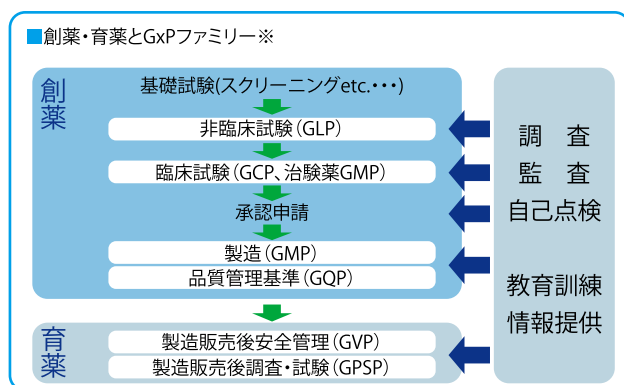 ■創薬・育薬とGxPファミリー※
創薬
基礎試験(スクリーニングetc.・・・)
非臨床試験(GLP)
臨床試験(GCP、治験薬GMP)
承認申請
製造(GMP)
品質管理基準(GQP)
育薬
製造販売後安全管理(GVP)
製造販売後調査・試験(GPSP)
調　査
監　査
自己点検
教育訓練
情報提供